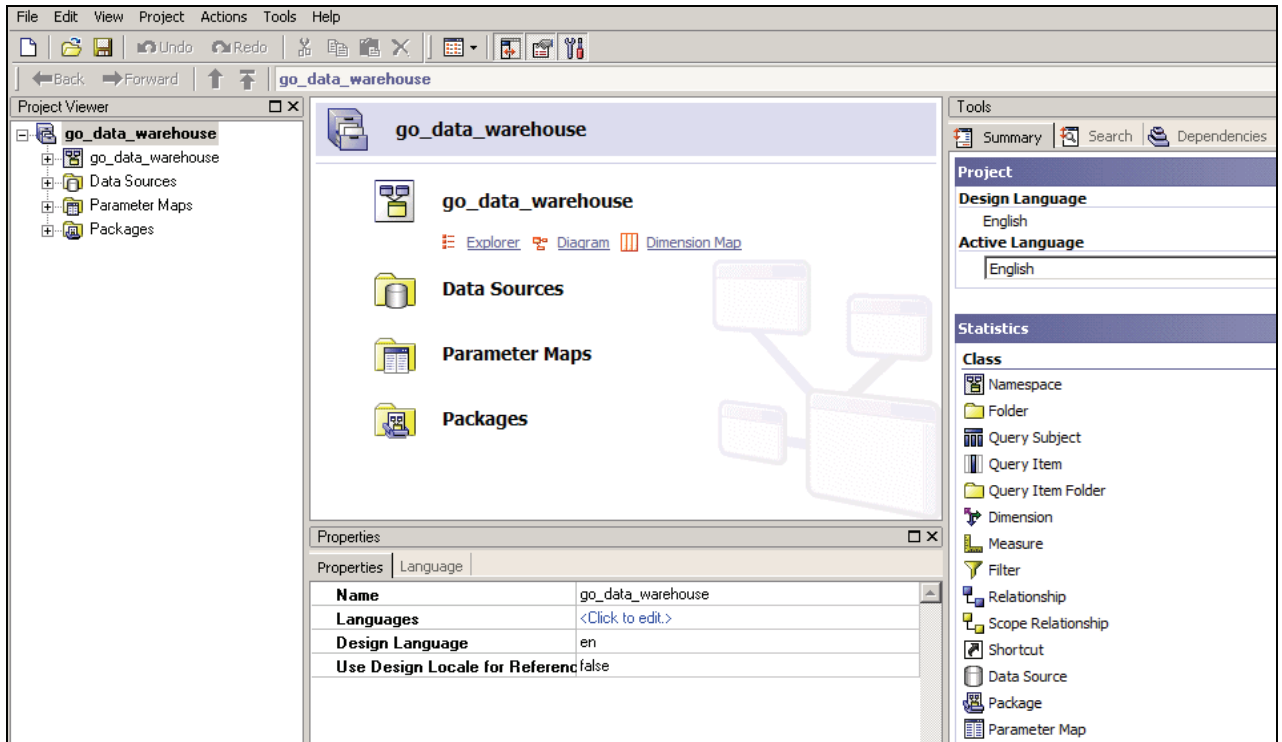 File Edit View Project Actions Tools Help
Undo Redo
Back Forward go_data_warehouse
Project Viewer
go_data_warehouse
go_data_warehouse
Data Sources
Parameter Maps
Packages
go_data_warehouse
go_data_warehouse
Explorer Diagram Dimension Map
Data Sources
Parameter Maps
Packages
Properties
Properties Language
Name go_data_warehouse
Languages <Click to edit.>
Design Language en
Use Design Locale for Referenc false
Tools
Summary Search Dependencies
Project
Design Language
English
Active Language
English
Statistics
Class
Namespace
Folder
Query Subject
Query Item
Query Item Folder
Dimension
Measure
Filter
Relationship
Scope Relationship
Shortcut
Data Source
Package
Parameter Map